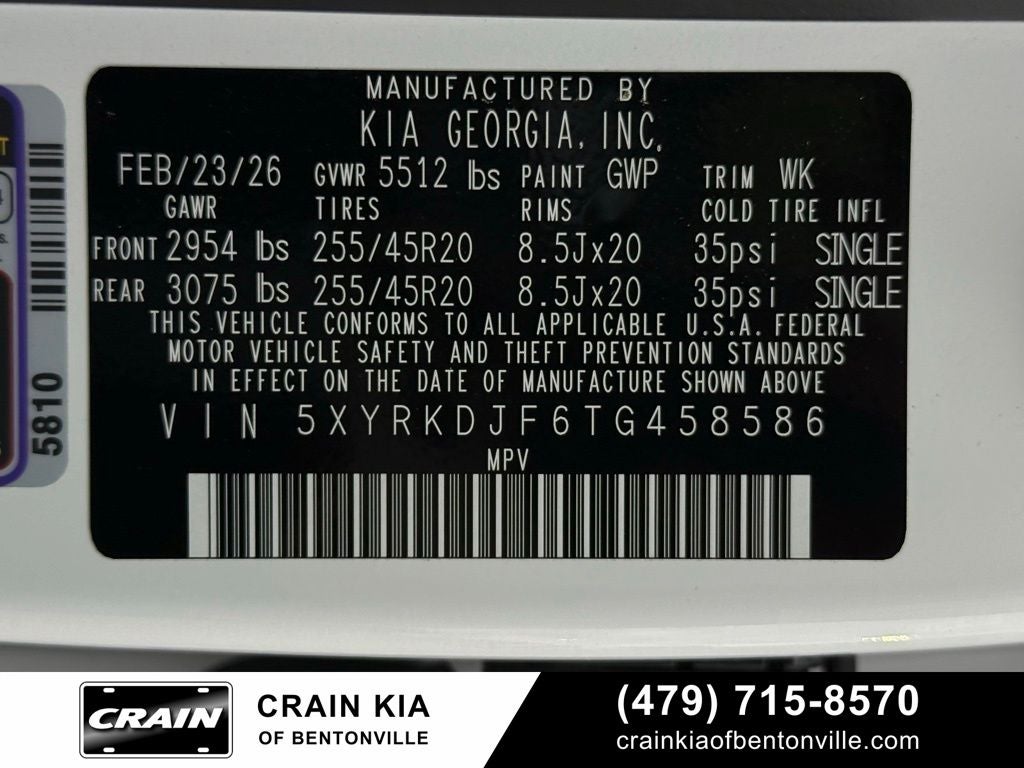 MANUFACTURED BY
KIA GEORGIA, INC.
FEB/23/26 GVWR 5512 lbs PAINT GWP TRIM WK
GAWR TIRES RIMS COLD TIRE INFL
FRONT 2954 lbs 255/45R20 8.5Jx20 35psi SINGLE
REAR 3075 lbs 255/45R20 8.5Jx20 35psi SINGLE
THIS VEHICLE CONFORMS TO ALL APPLICABLE U.S.A. FEDERAL
MOTOR VEHICLE SAFETY AND THEFT PREVENTION STANDARDS
IN EFFECT ON THE DATE OF MANUFACTURE SHOWN ABOVE
VIN 5XYRKDJF6TG458586
MPV
5810
CRAIN
CRAIN KIA
OF BENTONVILLE
(479) 715-8570
crainkiaofbentonville.com